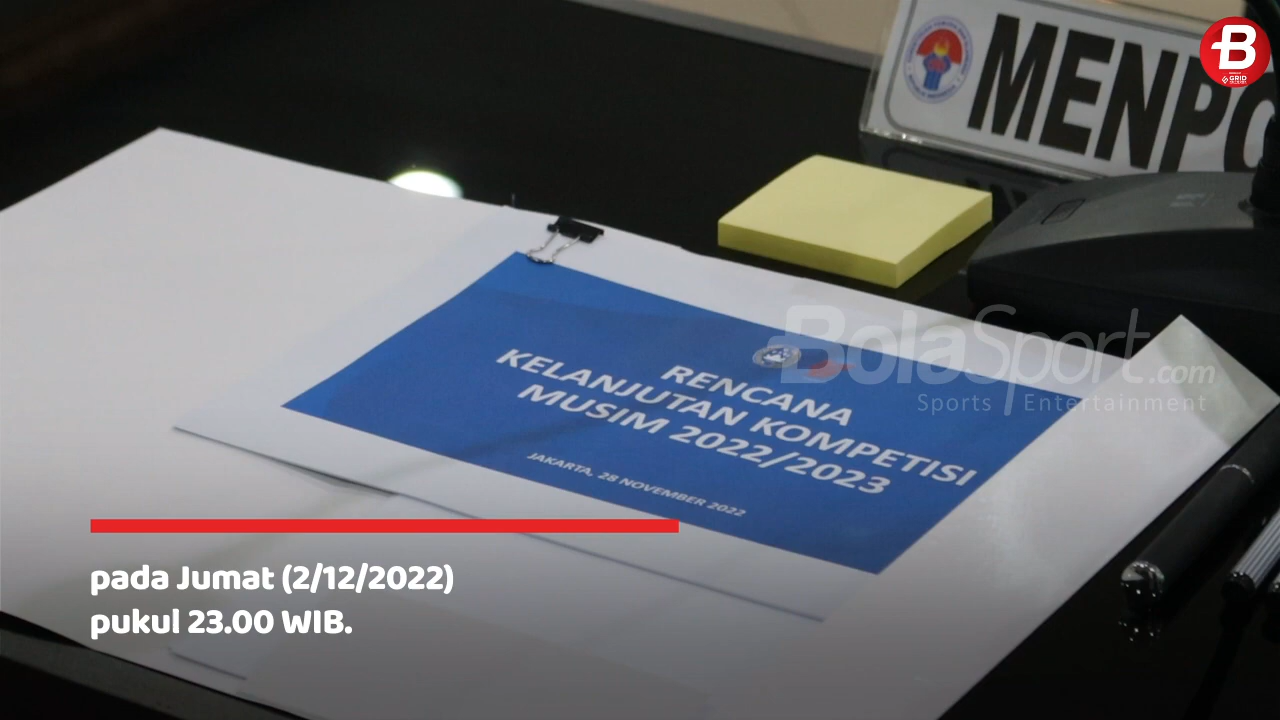 MENPO
B
GRID
RENCANA
KELANJUTAN KOMPETISI
MUSIM 2022/2023
JAKARTA, 28 NOVEMBER 2022
BolaSport.com
Sports | Entertainment
pada Jumat (2/12/2022)
pukul 23.00 WIB.